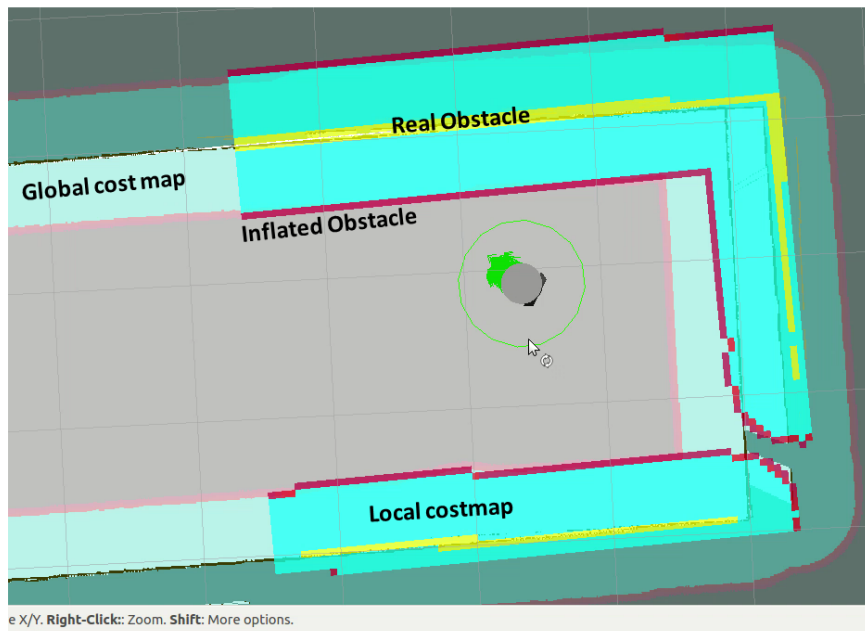 Real Obstacle
Global cost map
Inflated Obstacle
Local costmap
e X/Y. Right-Click:: Zoom. Shift: More options.